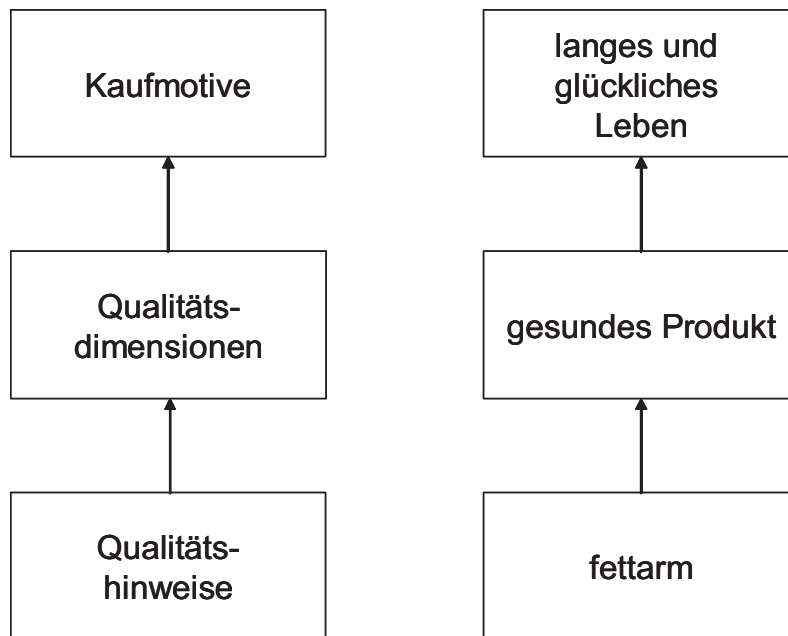 Kaufmotive
langes und
glückliches
Leben
Qualitäts-
dimensionen
gesundes Produkt
Qualitäts-
hinweise
fettarm